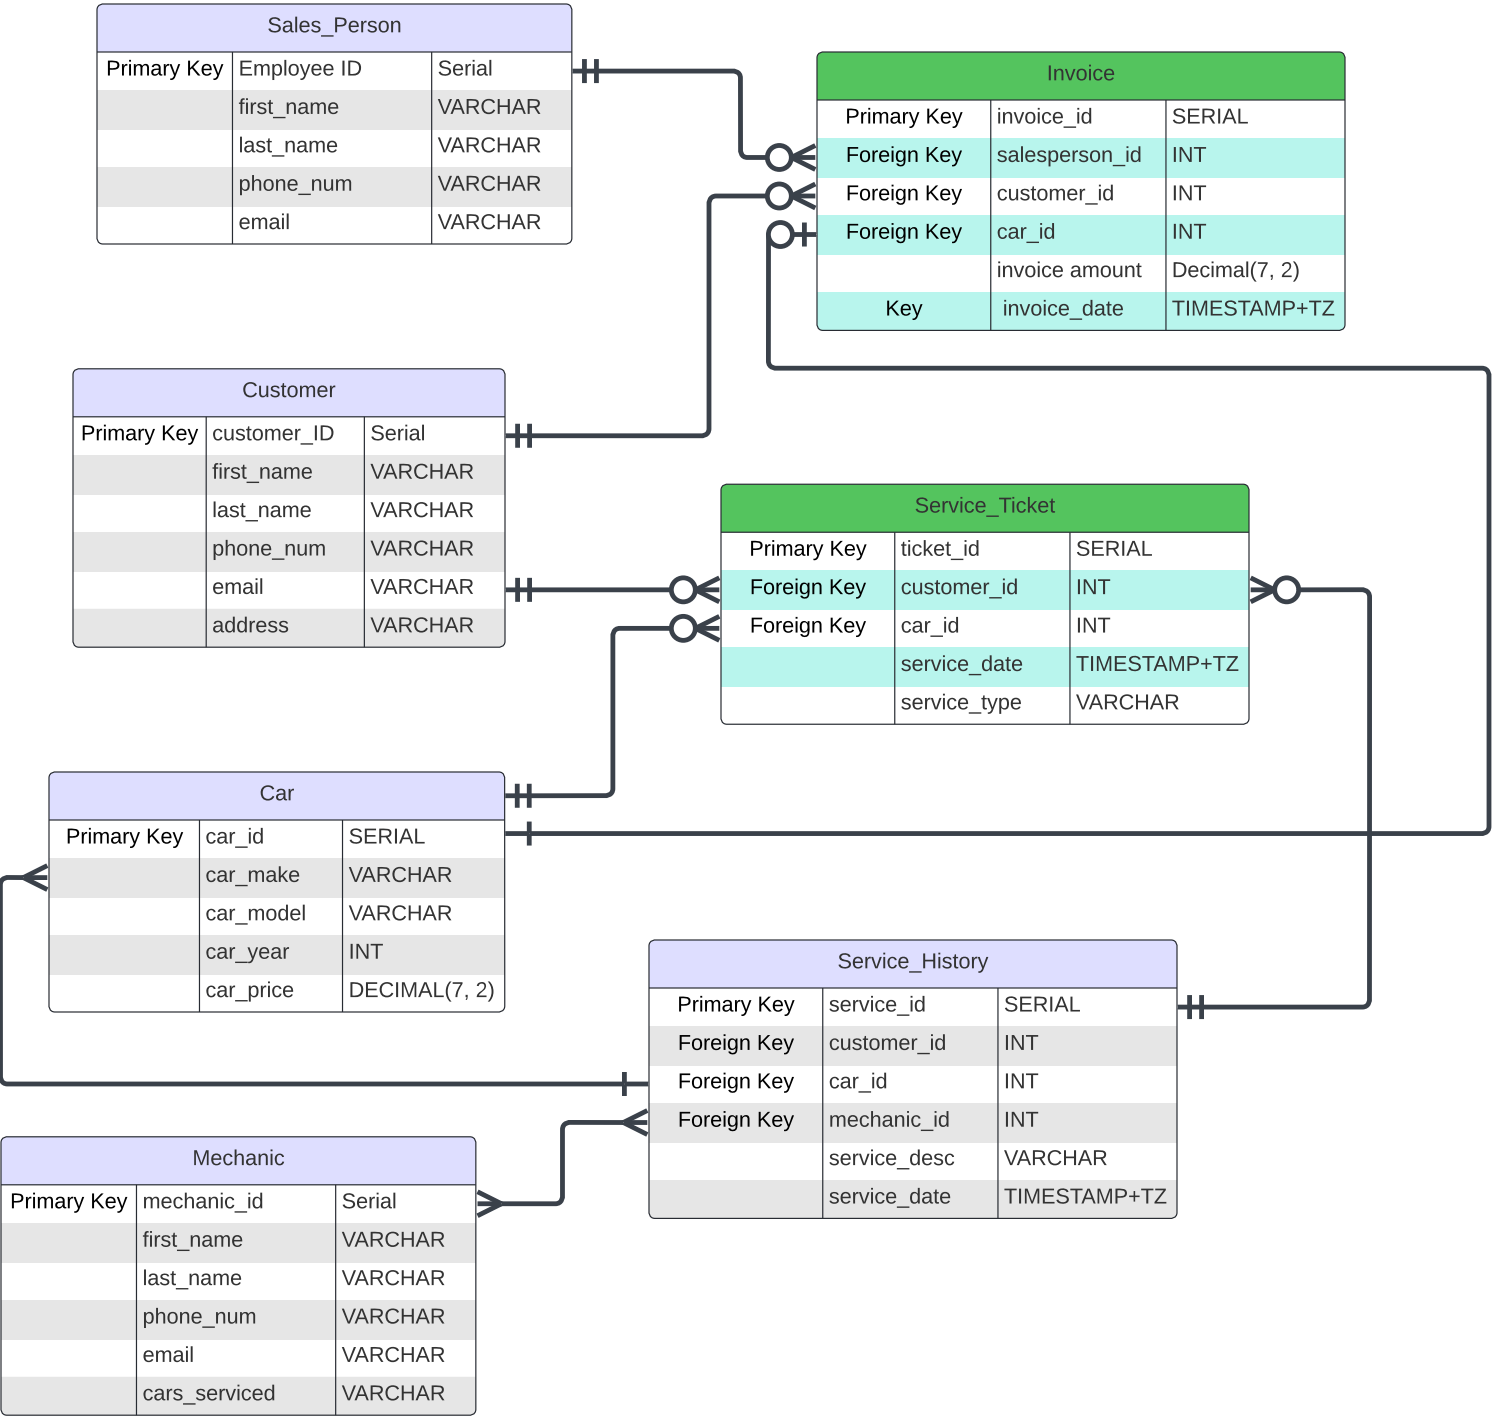 Sales_Person
Primary Key Employee ID Serial
first_name VARCHAR
last_name VARCHAR
phone_num VARCHAR
email VARCHAR
Invoice
Primary Key invoice_id SERIAL
Foreign Key salesperson_id INT
Foreign Key customer_id INT
Foreign Key car_id INT
invoice amount Decimal(7, 2)
Key invoice_date TIMESTAMP+TZ
Customer
Primary Key customer_ID Serial
first_name VARCHAR
last_name VARCHAR
phone_num VARCHAR
email VARCHAR
address VARCHAR
Service_Ticket
Primary Key ticket_id SERIAL
Foreign Key customer_id INT
Foreign Key car_id INT
service_date TIMESTAMP+TZ
service_type VARCHAR
Car
Primary Key car_id SERIAL
car_make VARCHAR
car_model VARCHAR
car_year INT
car_price DECIMAL(7, 2)
Service_History
Primary Key service_id SERIAL
Foreign Key customer_id INT
Foreign Key car_id INT
Foreign Key mechanic_id INT
service_desc VARCHAR
service_date TIMESTAMP+TZ
Mechanic
Primary Key mechanic_id Serial
first_name VARCHAR
last_name VARCHAR
phone_num VARCHAR
email VARCHAR
cars_serviced VARCHAR